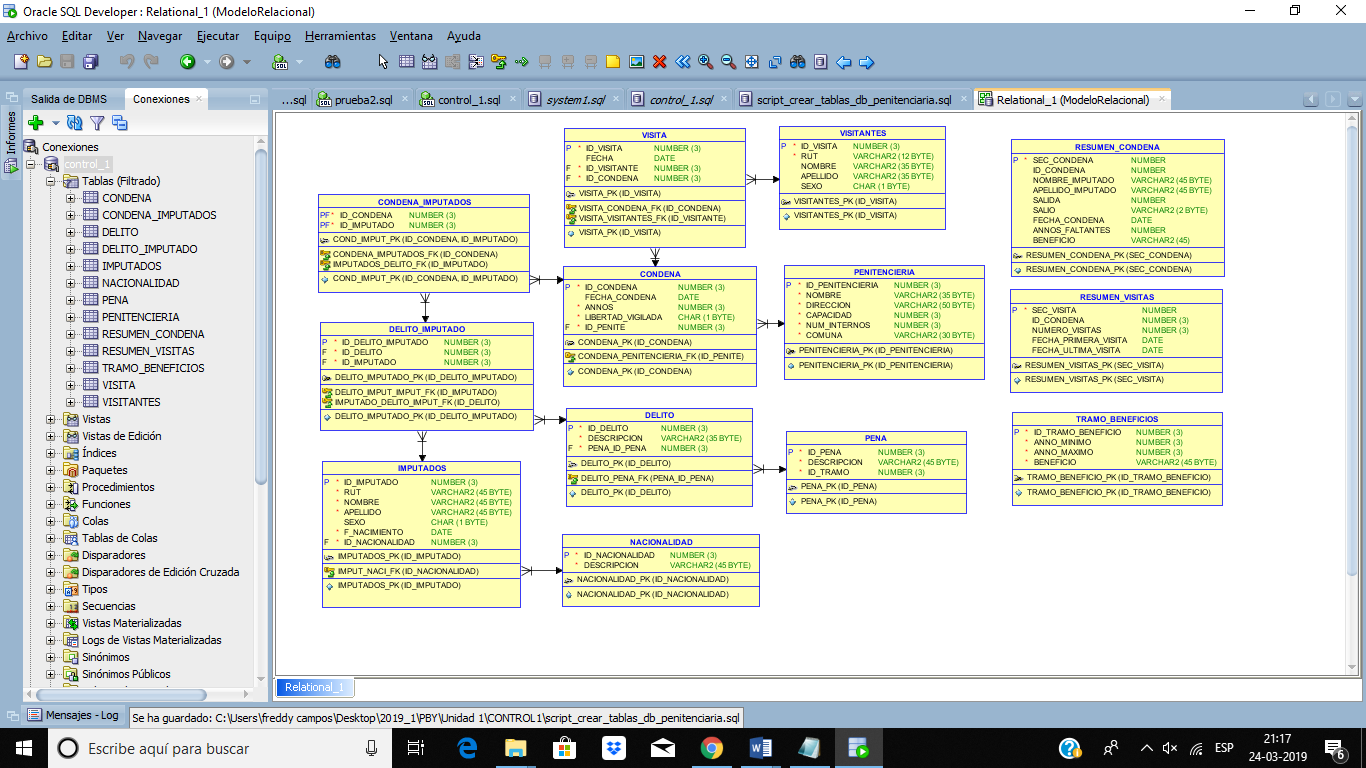 Oracle SQL Developer : Relational_1 (ModeloRelacional)
Archivo Editar Ver Navegar Ejecutar Equipo Herramientas Ventana Ayuda
Informes
Salida de DBMS
Conexiones
...sql
prueba2.sql
control_1.sql
system1.sql
control_1.sql
script_crear_tablas_db_penitenciaria.sql
Relational_1 (ModeloRelacional)
Conexiones
control_1
Tablas (Filtrado)
CONDENA
CONDENA_IMPUTADOS
DELITO
DELITO_IMPUTADO
IMPUTADOS
NACIONALIDAD
PENA
PENITENCIERIA
RESUMEN_CONDENA
RESUMEN_VISITAS
TRAMO_BENEFICIOS
VISITA
VISITANTES
Vistas
Vistas de Edición
Índices
Paquetes
Procedimientos
Funciones
Colas
Tablas de Colas
Disparadores
Disparadores de Edición Cruzada
Tipos
Secuencias
Vistas Materializadas
Logs de Vistas Materializadas
Sinónimos
Sinónimos Públicos
VISITA
P * ID_VISITA NUMBER (3)
FECHA DATE
F * ID_VISITANTE NUMBER (3)
F * ID_CONDENA NUMBER (3)
VISITA_PK (ID_VISITA)
VISITA_CONDENA_FK (ID_CONDENA)
VISITA_VISITANTES_FK (ID_VISITANTE)
VISITA_PK (ID_VISITA)
VISITANTES
P * ID_VISITA NUMBER (3)
* RUT VARCHAR2 (12 BYTE)
NOMBRE VARCHAR2 (35 BYTE)
APELLIDO VARCHAR2 (35 BYTE)
SEXO CHAR (1 BYTE)
VISITANTES_PK (ID_VISITA)
VISITANTES_PK (ID_VISITA)
RESUMEN_CONDENA
P * SEC_CONDENA NUMBER
ID_CONDENA NUMBER
NOMBRE_IMPUTADO VARCHAR2 (45 BYTE)
APELLIDO_IMPUTADO VARCHAR2 (45 BYTE)
SALIDA NUMBER
SALIO VARCHAR2 (2 BYTE)
FECHA_CONDENA DATE
ANNOS_FALTANTES NUMBER
BENEFICIO VARCHAR2 (45)
RESUMEN_CONDENA_PK (SEC_CONDENA)
RESUMEN_CONDENA_PK (SEC_CONDENA)
CONDENA_IMPUTADOS
PF* ID_CONDENA NUMBER (3)
PF* ID_IMPUTADO NUMBER (3)
COND_IMPUT_PK (ID_CONDENA, ID_IMPUTADO)
CONDENA_IMPUTADOS_FK (ID_CONDENA)
IMPUTADOS_DELITO_FK (ID_IMPUTADO)
COND_IMPUT_PK (ID_CONDENA, ID_IMPUTADO)
CONDENA
P * ID_CONDENA NUMBER (3)
FECHA_CONDENA DATE
* ANNOS NUMBER (3)
* LIBERTAD_VIGILADA CHAR (1 BYTE)
F * ID_PENITE NUMBER (3)
CONDENA_PK (ID_CONDENA)
CONDENA_PENITENCIERIA_FK (ID_PENITE)
CONDENA_PK (ID_CONDENA)
PENITENCIERIA
P * ID_PENITENCIERIA NUMBER (3)
* NOMBRE VARCHAR2 (35 BYTE)
* DIRECCION VARCHAR2 (50 BYTE)
* CAPACIDAD NUMBER (3)
* NUM_INTERNOS NUMBER (3)
* COMUNA VARCHAR2 (30 BYTE)
PENITENCIERIA_PK (ID_PENITENCIERIA)
PENITENCIERIA_PK (ID_PENITENCIERIA)
RESUMEN_VISITAS
P * SEC_VISITA NUMBER
ID_CONDENA NUMBER (3)
NUMERO_VISITAS NUMBER (3)
FECHA_PRIMERA_VISITA DATE
FECHA_ULTIMA_VISITA DATE
RESUMEN_VISITAS_PK (SEC_VISITA)
RESUMEN_VISITAS_PK (SEC_VISITA)
DELITO_IMPUTADO
P * ID_DELITO_IMPUTADO NUMBER (3)
F * ID_DELITO NUMBER (3)
F * ID_IMPUTADO NUMBER (3)
DELITO_IMPUTADO_PK (ID_DELITO_IMPUTADO)
DELITO_IMPUT_IMPUT_FK (ID_IMPUTADO)
IMPUTADO_DELITO_IMPUT_FK (ID_DELITO)
DELITO_IMPUTADO_PK (ID_DELITO_IMPUTADO)
DELITO
P * ID_DELITO NUMBER (3)
* DESCRIPCION VARCHAR2 (35 BYTE)
F * PENA_ID_PENA NUMBER (3)
DELITO_PK (ID_DELITO)
DELITO_PENA_FK (PENA_ID_PENA)
DELITO_PK (ID_DELITO)
PENA
P * ID_PENA NUMBER (3)
* DESCRIPCION VARCHAR2 (45 BYTE)
* ID_TRAMO NUMBER (3)
PENA_PK (ID_PENA)
PENA_PK (ID_PENA)
TRAMO_BENEFICIOS
P * ID_TRAMO_BENEFICIO NUMBER (3)
* ANNO_MINIMO NUMBER (3)
* ANNO_MAXIMO NUMBER (3)
* BENEFICIO VARCHAR2 (45 BYTE)
TRAMO_BENEFICIO_PK (ID_TRAMO_BENEFICIO)
TRAMO_BENEFICIO_PK (ID_TRAMO_BENEFICIO)
IMPUTADOS
P * ID_IMPUTADO NUMBER (3)
* RUT VARCHAR2 (45 BYTE)
* NOMBRE VARCHAR2 (45 BYTE)
* APELLIDO VARCHAR2 (45 BYTE)
SEXO CHAR (1 BYTE)
* F_NACIMIENTO DATE
F * ID_NACIONALIDAD NUMBER (3)
IMPUTADOS_PK (ID_IMPUTADO)
IMPUT_NACI_FK (ID_NACIONALIDAD)
IMPUTADOS_PK (ID_IMPUTADO)
NACIONALIDAD
P * ID_NACIONALIDAD NUMBER (3)
* DESCRIPCION VARCHAR2 (45 BYTE)
NACIONALIDAD_PK (ID_NACIONALIDAD)
NACIONALIDAD_PK (ID_NACIONALIDAD)
Relational_1
Mensajes - Log
Se ha guardado: C:\Users\freddy campos\Desktop\2019_1\PBY\Unidad 1\CONTROL1\script_crear_tablas_db_penitenciaria.sql
Escribe aquí para buscar
ESP
21:17
24-03-2019
6